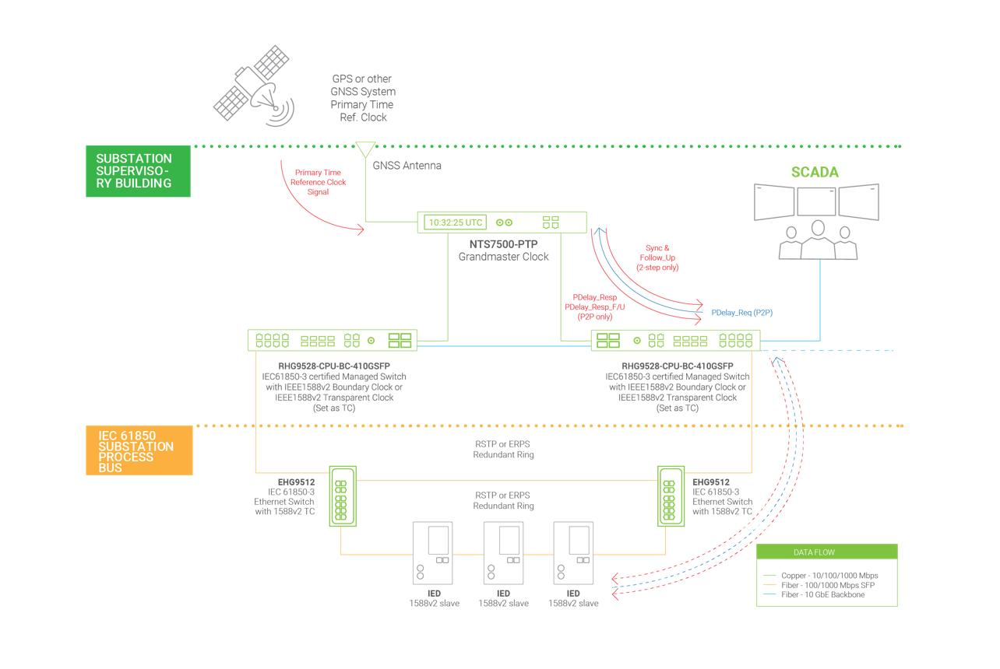 GPS or other
GNSS System
Primary Time
Ref. Clock
SUBSTATION
SUPERVISO-
RY BUILDING
GNSS Antenna
Primary Time
Reference Clock
Signal
SCADA
10:32:25 UTC
NTS7500-PTP
Grandmaster Clock
Sync &
Follow_Up
(2-step only)
PDelay_Resp
PDelay_Resp_F/U
(P2P only)
PDelay_Req (P2P)
RHG9528-CPU-BC-410GSFP
IEC61850-3 certified Managed Switch
with IEEE1588v2 Boundary Clock or
IEEE1588v2 Transparent Clock
(Set as TC)
RHG9528-CPU-BC-410GSFP
IEC61850-3 certified Managed Switch
with IEEE1588v2 Boundary Clock or
IEEE1588v2 Transparent Clock
(Set as TC)
IEC 61850
SUBSTATION
PROCESS
BUS
RSTP or ERPS
Redundant Ring
EHG9512
IEC 61850-3
Ethernet Switch
with 1588v2 TC
RSTP or ERPS
Redundant Ring
EHG9512
IEC 61850-3
Ethernet Switch
with 1588v2 TC
IED
1588v2 slave
IED
1588v2 slave
IED
1588v2 slave
DATA FLOW
Copper - 10/100/1000 Mbps
Fiber - 100/1000 Mbps SFP
Fiber - 10 GbE Backbone